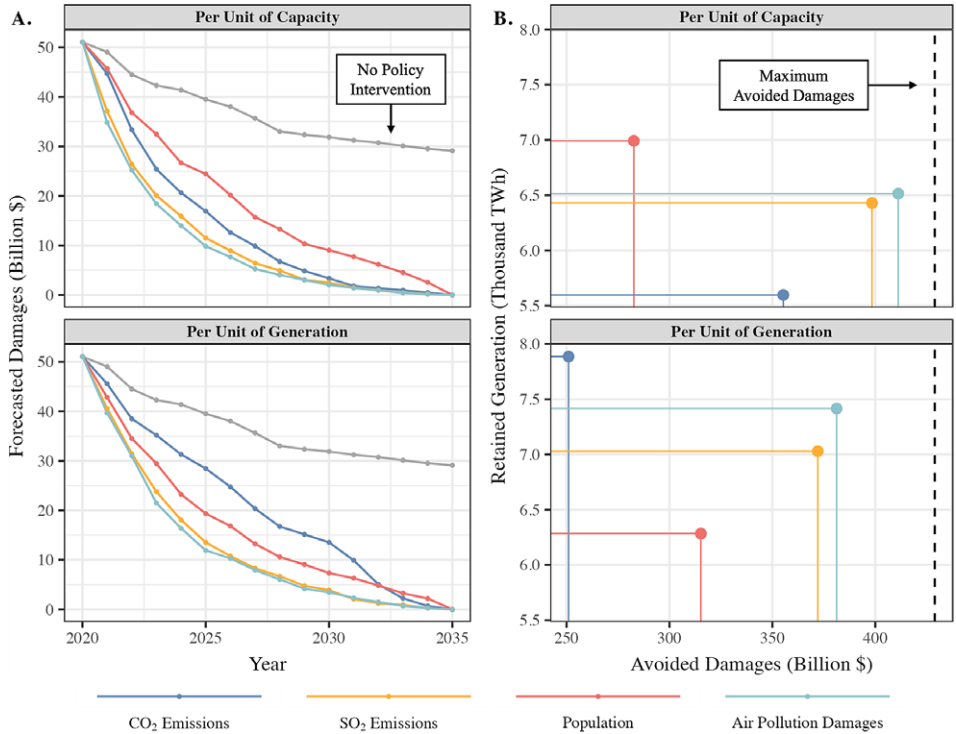 A.
Per Unit of Capacity
50
40
30
20
10
0
No Policy
Intervention
Per Unit of Generation
50
40
30
20
10
0
2020
2025
2030
2035
Forecasted Damages (Billion $)
Year
B.
Per Unit of Capacity
8.0
7.5
7.0
6.5
6.0
5.5
Maximum
Avoided Damages
Per Unit of Generation
8.0
7.5
7.0
6.5
6.0
5.5
250
300
350
400
Retained Generation (Thousand TWh)
Avoided Damages (Billion $)
CO₂ Emissions
SO₂ Emissions
Population
Air Pollution Damages